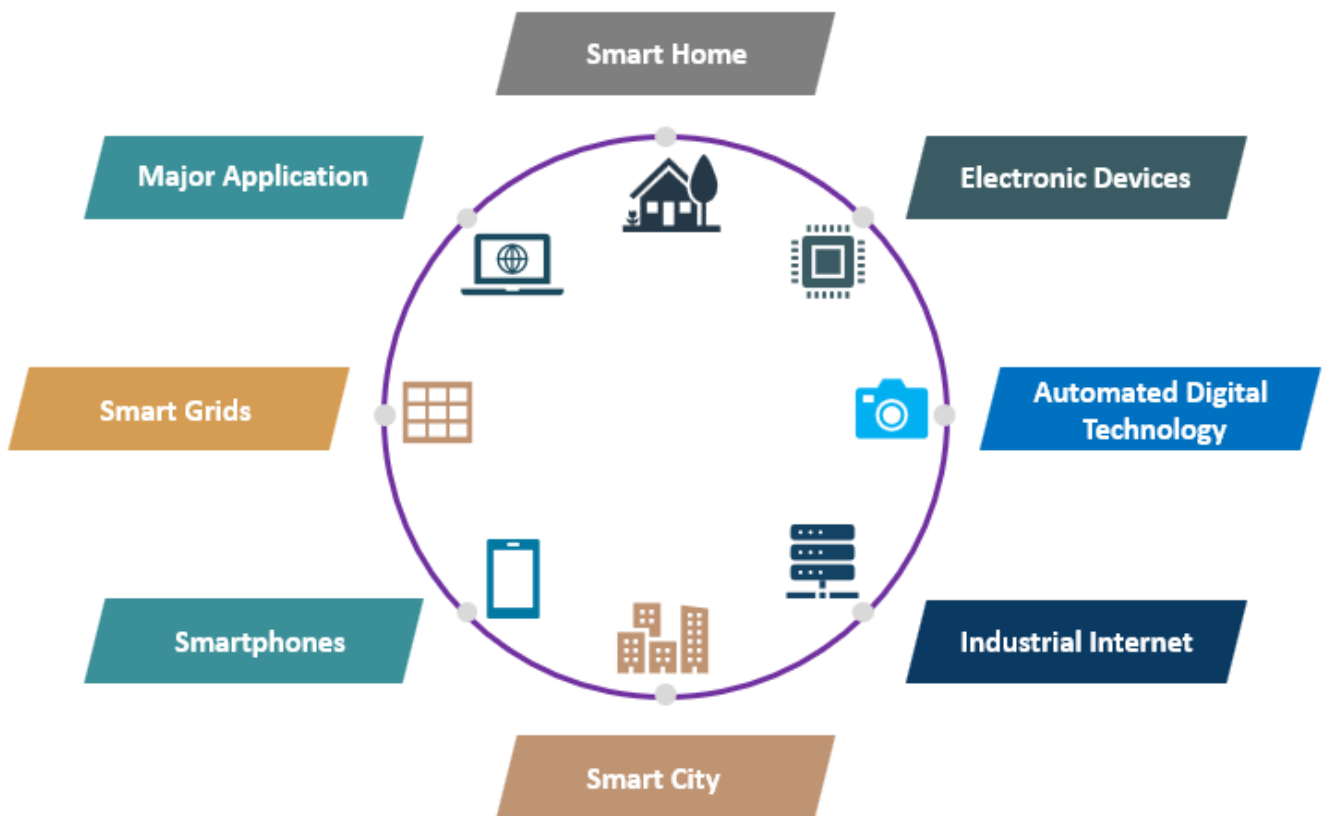 Smart Home
Major Application
Electronic Devices
Smart Grids
Automated Digital
Technology
Smartphones
Industrial Internet
Smart City